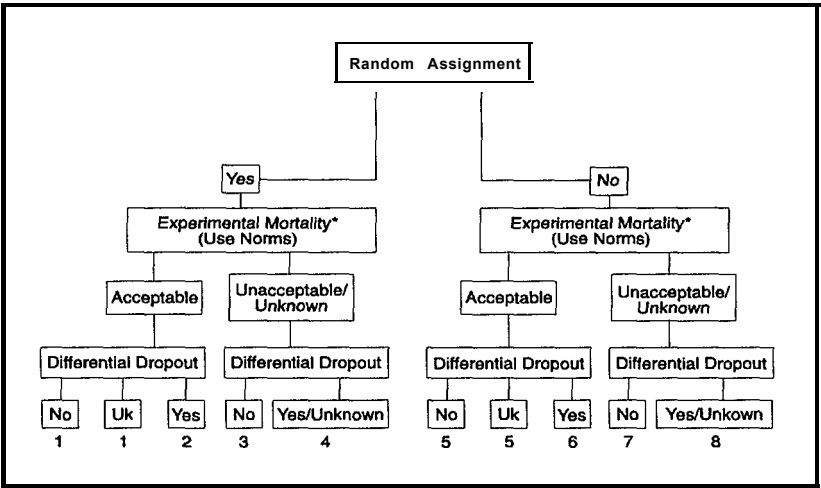 Random Assignment
Yes
No
Experimental Mortality*
(Use Norms)
Experimental Mortality*
(Use Norms)
Acceptable
Unacceptable/
Unknown
Acceptable
Unacceptable/
Unknown
Differential Dropout
Differential Dropout
Differential Dropout
Differential Dropout
No
Uk
Yes
No
Yes/Unknown
No
Uk
Yes
No
Yes/Unkown
1
1
2
3
4
5
5
6
7
8